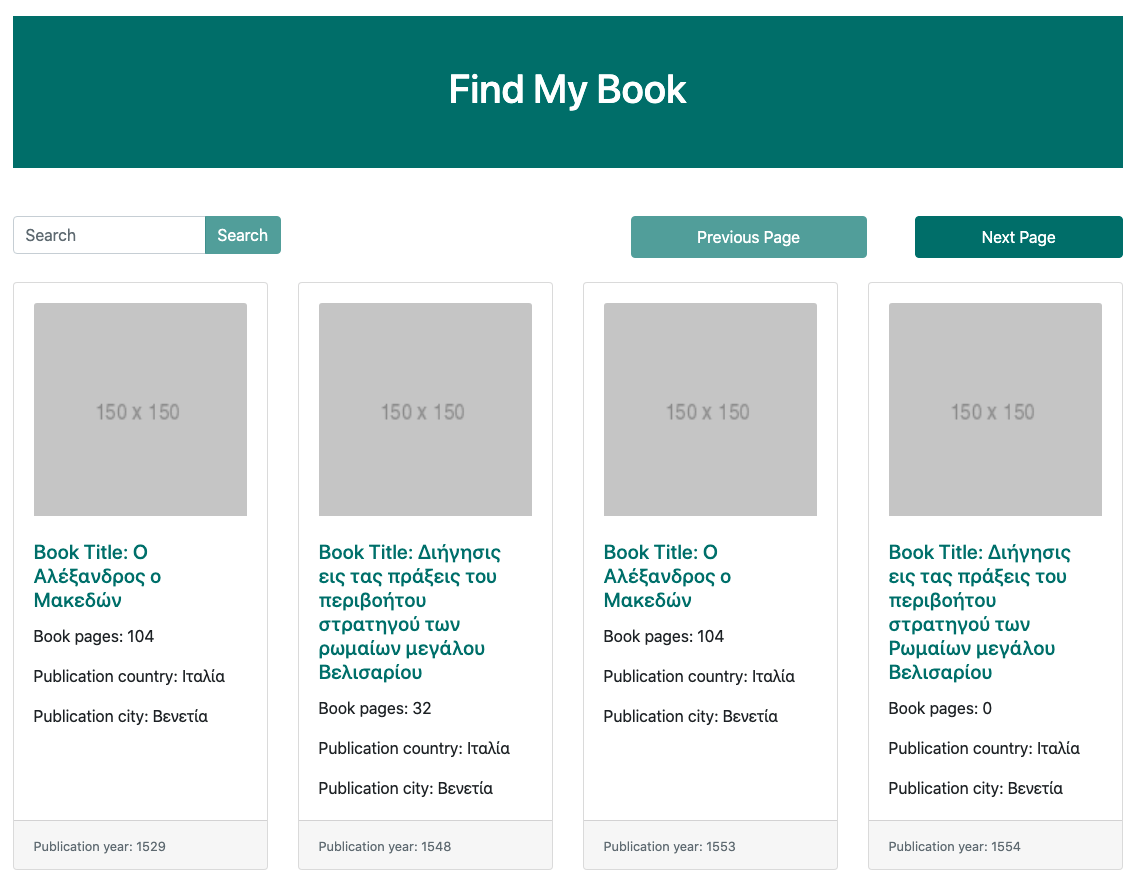 Find My Book
Search
Search
Previous Page
Next Page
150 x 150
Book Title: Ο
Αλέξανδρος ο
Μακεδών
Book pages: 104
Publication country: Ιταλία
Publication city: Βενετία
Publication year: 1529
150 x 150
Book Title: Διήγησις
εις τας πράξεις του
περιβοήτου
στρατηγού των
ρωμαίων μεγάλου
Βελισαρίου
Book pages: 32
Publication country: Ιταλία
Publication city: Βενετία
Publication year: 1548
150 x 150
Book Title: Ο
Αλέξανδρος ο
Μακεδών
Book pages: 104
Publication country: Ιταλία
Publication city: Βενετία
Publication year: 1553
150 x 150
Book Title: Διήγησις
εις τας πράξεις του
περιβοήτου
στρατηγού των
Ρωμαίων μεγάλου
Βελισαρίου
Book pages: 0
Publication country: Ιταλία
Publication city: Βενετία
Publication year: 1554